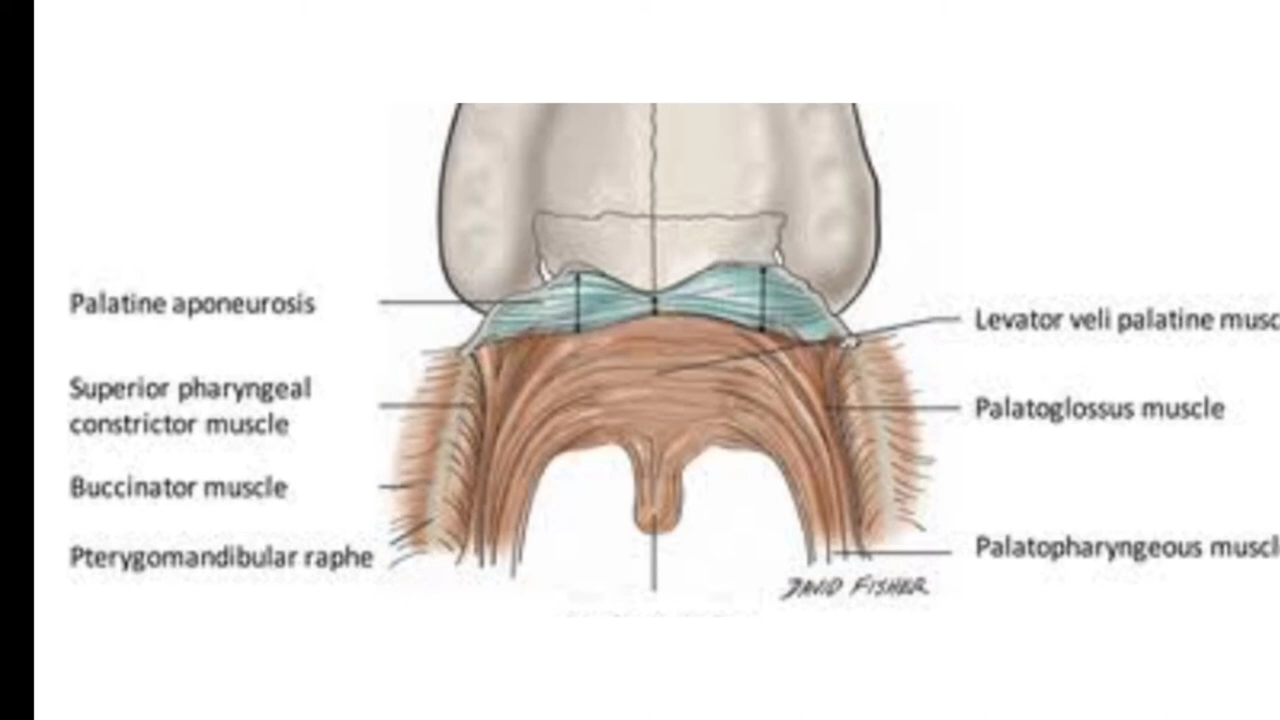 Palatine aponeurosis
Superior pharyngeal
constrictor muscle
Buccinator muscle
Pterygomandibular raphe
Levator veli palatine musc
Palatoglossus muscle
Palatopharyngeous muscl
DAVID FISHER